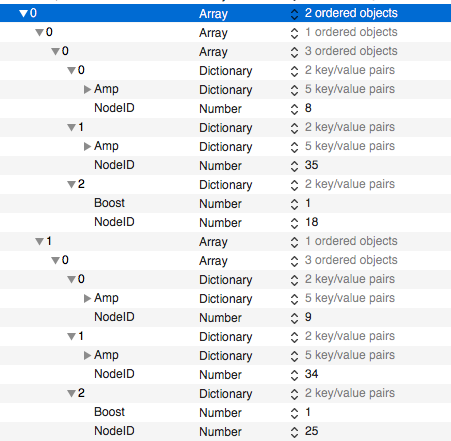 0 Array 2 ordered objects
0 Array 1 ordered objects
0 Array 3 ordered objects
0 Dictionary 2 key/value pairs
Amp Dictionary 5 key/value pairs
NodeID Number 8
1 Dictionary 2 key/value pairs
Amp Dictionary 5 key/value pairs
NodeID Number 35
2 Dictionary 2 key/value pairs
Boost Number 1
NodeID Number 18
1 Array 1 ordered objects
0 Array 3 ordered objects
0 Dictionary 2 key/value pairs
Amp Dictionary 5 key/value pairs
NodeID Number 9
1 Dictionary 2 key/value pairs
Amp Dictionary 5 key/value pairs
NodeID Number 34
2 Dictionary 2 key/value pairs
Boost Number 1
NodeID Number 25